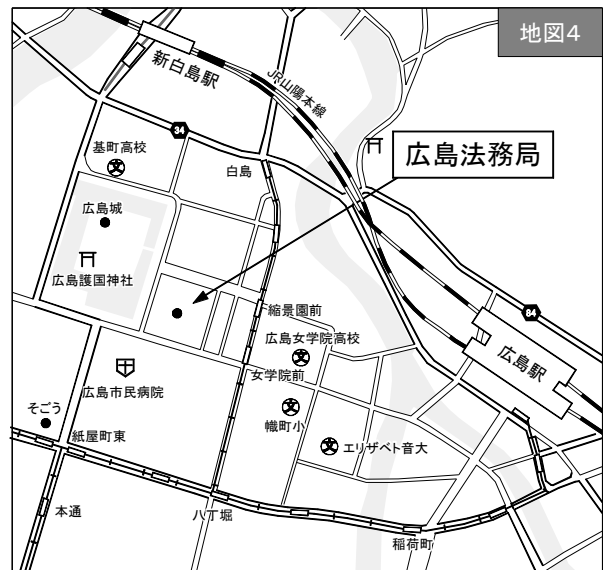 地図4
新白島駅
JR山陽本線
34
基町高校
文
白島
広島法務局
広島城
広島護国神社
縮景園前
84
広島女学院高校
文
広島駅
広島市民病院
女学院前
そごう
幟町小
文
エリザベト音大
文
紙屋町東
本通
八丁堀
稲荷町